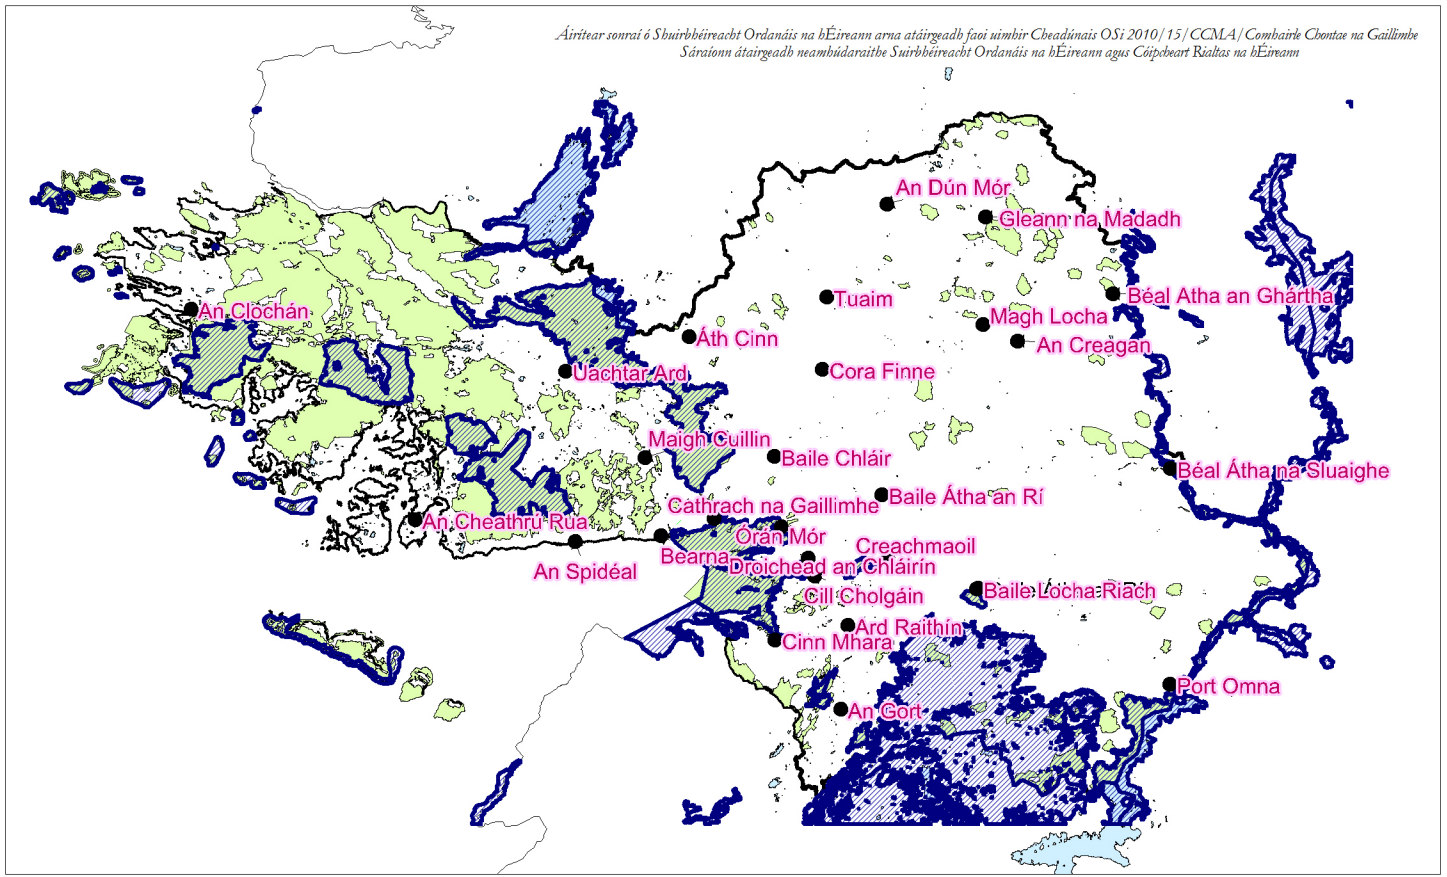 Áirítear sonraí ó Shuirbhéireacht Ordanáis na hÉireann arna atáirgeadh faoi uimhir Cheadúnais OSi 2010/15/CCMA/Comhairle Chontae na Gaillimhe
Sáraíonn átairgeadh neamhúdaraithe Suirbhéireacht Ordanáis na hÉireann agus Cóipcheart Rialtas na hÉireann
An Dún Mór
Gleann na Madadh
Béal Atha an Ghártha
Tuaim
An Clochán
Magh Locha
Áth Cinn
An Creagán
Uachtar Ard
Cora Finne
Maigh Cuillin
Baile Chláir
Béal Átha na Sluaighe
Baile Átha an Rí
Cathrach na Gaillimhe
An Cheathrú Rua
Órán Mór
Creachmaoil
Bearna
Droichead an Chláirín
An Spidéal
Cill Cholgáin
Baile Locha Riach
Ard Raithín
Cinn Mhara
Port Omna
An Gort